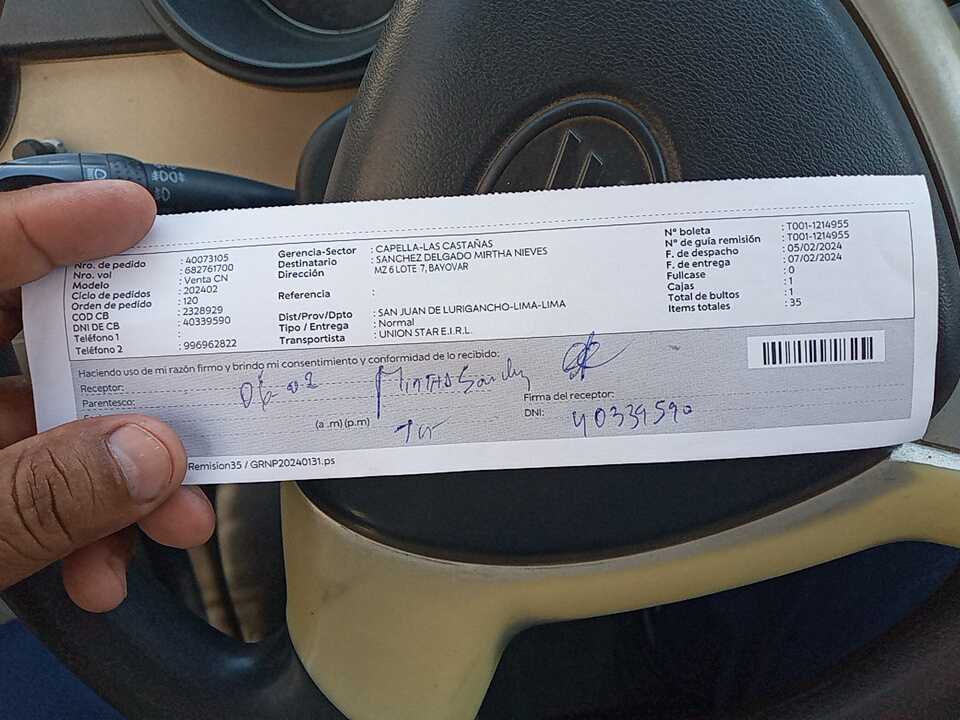 Nro. de pedido : 40073105
Nro. vol : 682761700
Modelo : Venta CN
Ciclo de pedidos : 202402
Orden de pedido : 120
COD CB : 2328929
DNI DE CB : 40339590
Teléfono 1
Teléfono 2 : 996962822
Gerencia-Sector : CAPELLA-LAS CASTAÑAS
Destinatario : SANCHEZ DELGADO MIRTHA NIEVES
Dirección MZ 6 LOTE 7, BAYOVAR
Referencia :
Dist/Prov/Dpto : SAN JUAN DE LURIGANCHO-LIMA-LIMA
Tipo / Entrega : Normal
Transportista : UNION STAR E.I.R.L.
N° boleta : T001-1214955
N° de guía remisión : T001-1214955
F. de despacho : 05/02/2024
F. de entrega : 07/02/2024
Fullcase : 0
Cajas : 1
Total de bultos : 1
Items totales : 35
Haciendo uso de mi razón firmo y brindo mi consentimiento y conformidad de lo recibido:
Receptor:
Parentesco:
Mirtha Sanchez
(a .m) (p.m)
Firma del receptor:
DNI: 40339590
Remision35 / GRNP20240131.ps